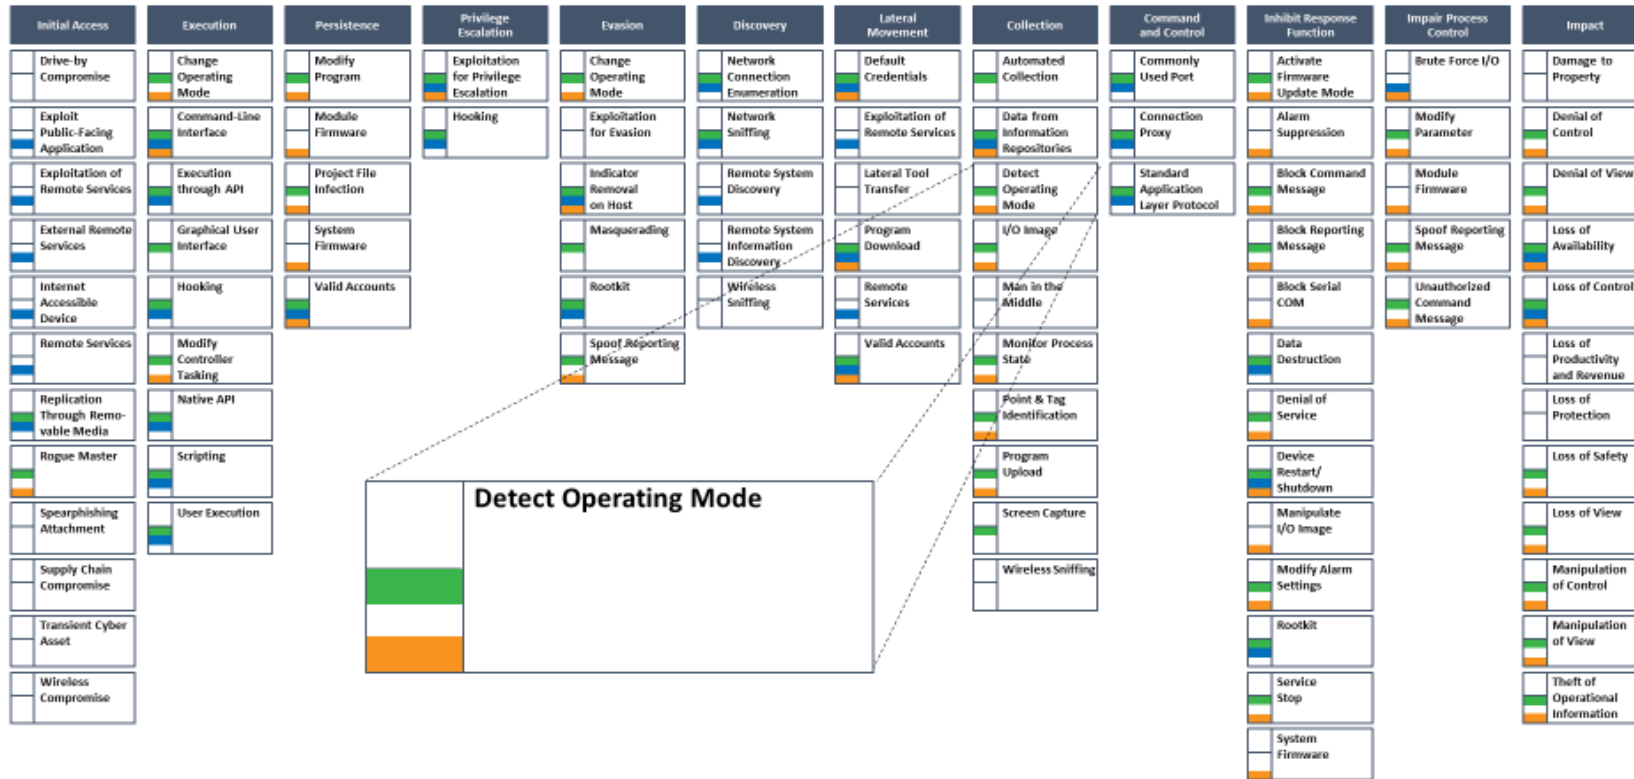 Initial Access
Execution
Persistence
Privilege
Escalation
Evasion
Discovery
Lateral
Movement
Collection
Command
and Control
Inhibit Response
Function
Impair Process
Control
Impact
Drive-by
Compromise
Exploit
Public-Facing
Application
Exploitation of
Remote Services
External Remote
Services
Internet
Accessible
Device
Remote Services
Replication
Through Remo-
vable Media
Rogue Master
Spearphishing
Attachment
Supply Chain
Compromise
Transient Cyber
Asset
Wireless
Compromise
Change
Operating
Mode
Command-Line
Interface
Execution
through API
Graphical User
Interface
Hooking
Modify
Controller
Tasking
Native API
Scripting
User Execution
Modify
Program
Module
Firmware
Project File
Infection
System
Firmware
Valid Accounts
Exploitation
for Privilege
Escalation
Hooking
Change
Operating
Mode
Exploitation
for Evasion
Indicator
Removal
on Host
Masquerading
Rootkit
Spoof Reporting
Message
Network
Connection
Enumeration
Network
Sniffing
Remote System
Discovery
Remote System
Information
Discovery
Wireless
Sniffing
Default
Credentials
Exploitation of
Remote Services
Lateral Tool
Transfer
Program
Download
Remote
Services
Valid Accounts
Automated
Collection
Data from
Information
Repositories
Detect
Operating
Mode
I/O Image
Man in the
Middle
Monitor Process
State
Point & Tag
Identification
Program
Upload
Screen Capture
Wireless Sniffing
Commonly
Used Port
Connection
Proxy
Standard
Application
Layer Protocol
Activate
Firmware
Update Mode
Alarm
Suppression
Block Command
Message
Block Reporting
Message
Block Serial
COM
Data
Destruction
Denial of
Service
Device
Restart/
Shutdown
Manipulate
I/O Image
Modify Alarm
Settings
Rootkit
Service
Stop
System
Firmware
Brute Force I/O
Modify
Parameter
Module
Firmware
Spoof Reporting
Message
Unauthorized
Command
Message
Damage to
Property
Denial of
Control
Denial of View
Loss of
Availability
Loss of Control
Loss of
Productivity
and Revenue
Loss of
Protection
Loss of Safety
Loss of View
Manipulation
of Control
Manipulation
of View
Theft of
Operational
Information
Detect Operating Mode